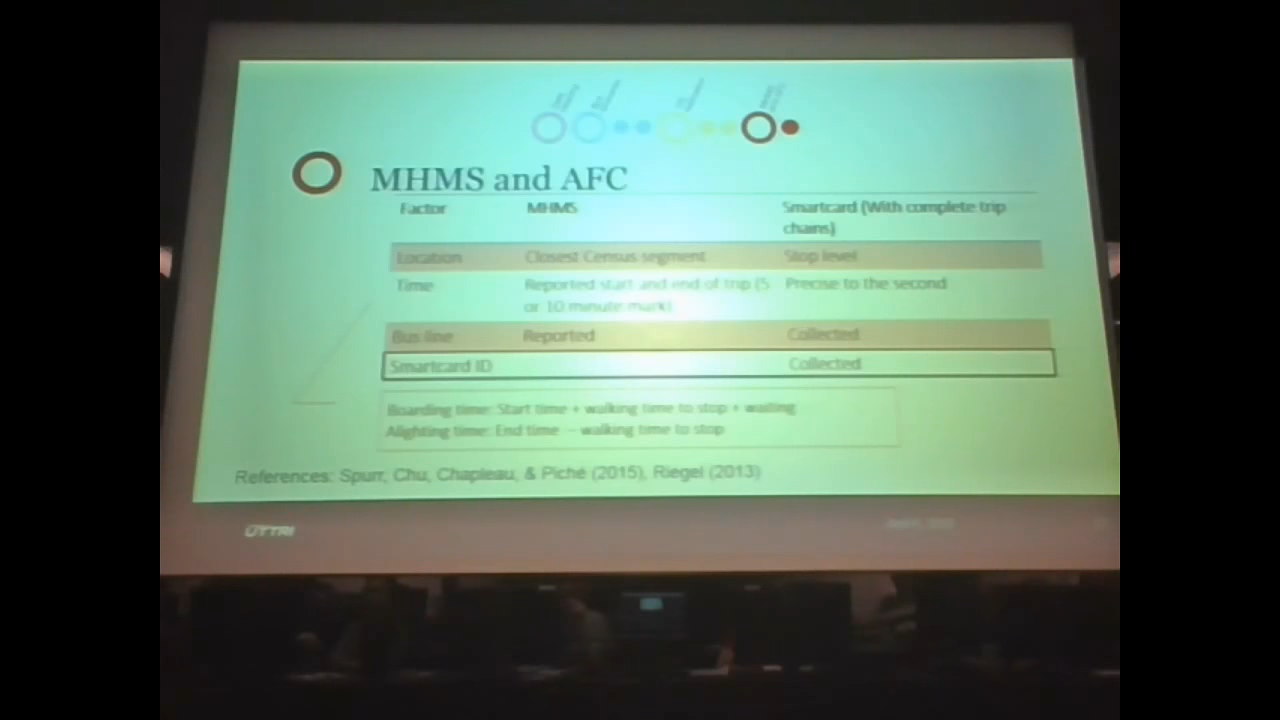 MHMS and AFC
Factor MHMS Smartcard (With complete trip
chains)
Location Closest Census segment Stop level
Time Reported start and end of trip (5 Precise to the second
or 10 minute mark)
Bus line Reported Collected
Smartcard ID Collected
Boarding time: Start time + walking time to stop + waiting
Alighting time: End time - walking time to stop
References: Spurr, Chu, Chapleau, & Piché (2015), Riegel (2013)
UTTRI